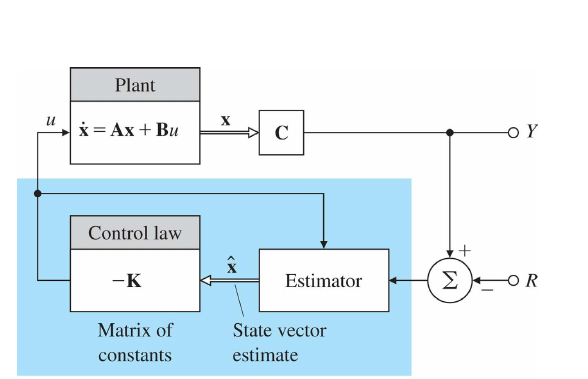 Plant
u
ẋ = Ax + Bu
x
C
Y
Control law
−K
x̂
Estimator
+
Σ
−
R
Matrix of
constants
State vector
estimate